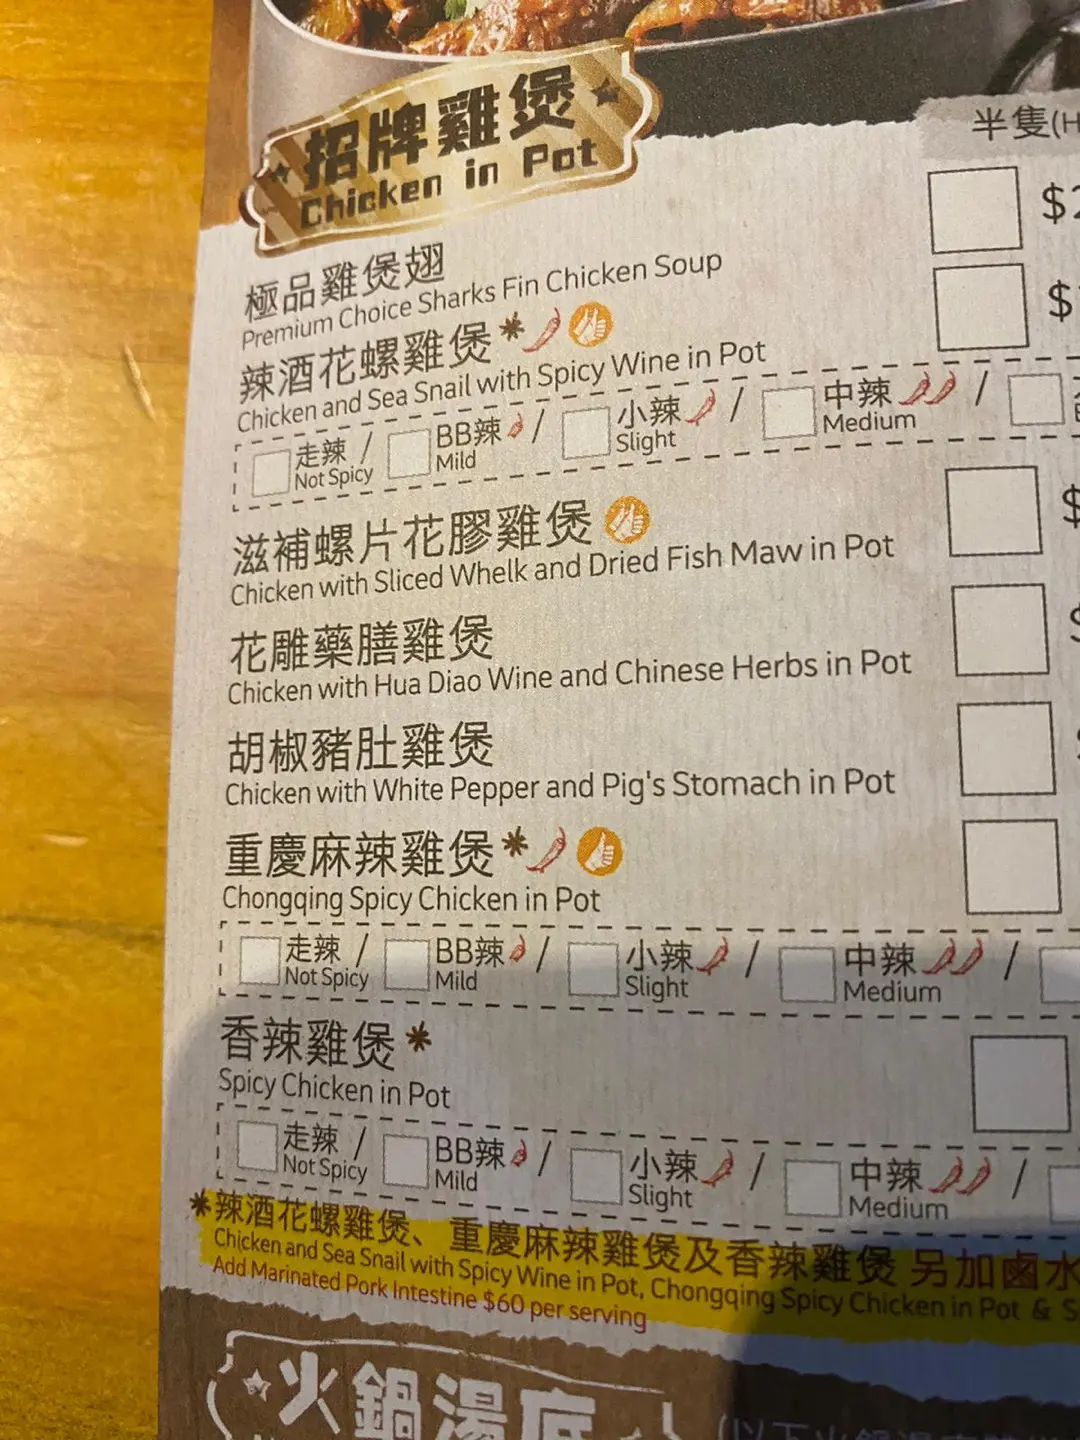 招牌雞煲
Chicken in Pot
半隻
極品雞煲翅
Premium Choice Sharks Fin Chicken Soup
辣酒花螺雞煲*
Chicken and Sea Snail with Spicy Wine in Pot
走辣 / BB辣 / 小辣 / 中辣 /
Not Spicy Mild Slight Medium
滋補螺片花膠雞煲
Chicken with Sliced Whelk and Dried Fish Maw in Pot
花雕藥膳雞煲
Chicken with Hua Diao Wine and Chinese Herbs in Pot
胡椒豬肚雞煲
Chicken with White Pepper and Pig's Stomach in Pot
重慶麻辣雞煲*
Chongqing Spicy Chicken in Pot
走辣 / BB辣 / 小辣 / 中辣 /
Not Spicy Mild Slight Medium
香辣雞煲*
Spicy Chicken in Pot
走辣 / BB辣 / 小辣 / 中辣 /
Not Spicy Mild Slight Medium
*辣酒花螺雞煲、重慶麻辣雞煲及香辣雞煲 另加鹵水
Chicken and Sea Snail with Spicy Wine in Pot, Chongqing Spicy Chicken in Pot & S
Add Marinated Pork Intestine $60 per serving
火鍋湯底